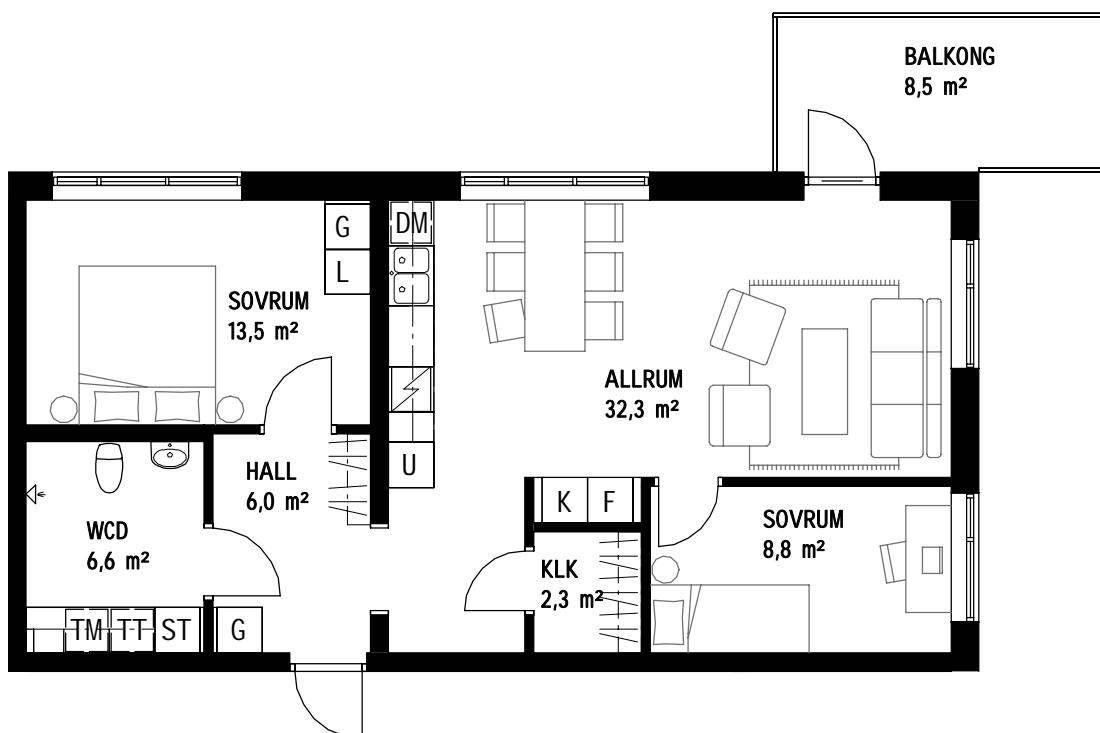 BALKONG
8,5 m²
G
L
DM
SOVRUM
13,5 m²
ALLRUM
32,3 m²
U
HALL
6,0 m²
K F
WCD
6,6 m²
SOVRUM
8,8 m²
KLK
2,3 m²
TM TT ST G